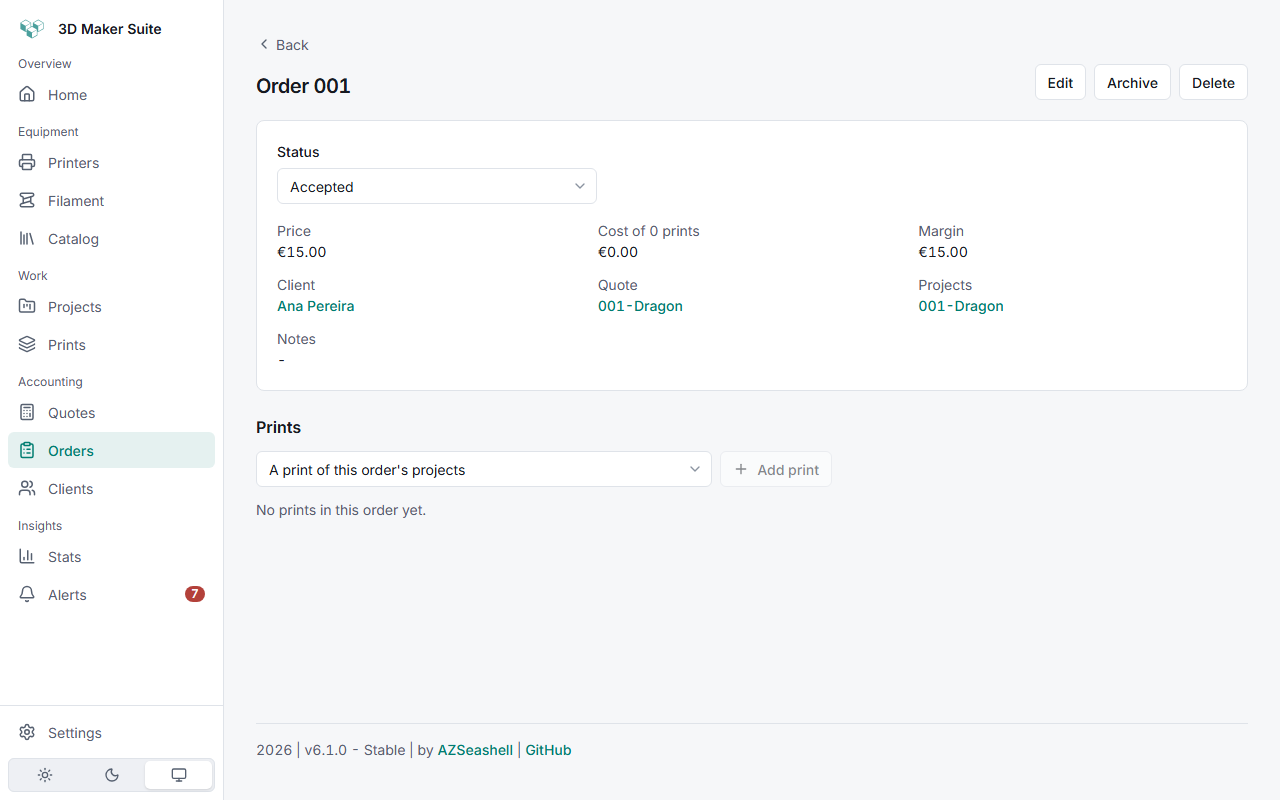 3D Maker Suite
Overview
Home
Equipment
Printers
Filament
Catalog
Work
Projects
Prints
Accounting
Quotes
Orders
Clients
Insights
Stats
Alerts 7
Settings
Back
Order 001
Edit Archive Delete
Status
Accepted
Price Cost of 0 prints Margin
€15.00 €0.00 €15.00
Client Quote Projects
Ana Pereira 001-Dragon 001-Dragon
Notes
-
Prints
A print of this order's projects + Add print
No prints in this order yet.
2026 | v6.1.0 - Stable | by AZSeashell | GitHub